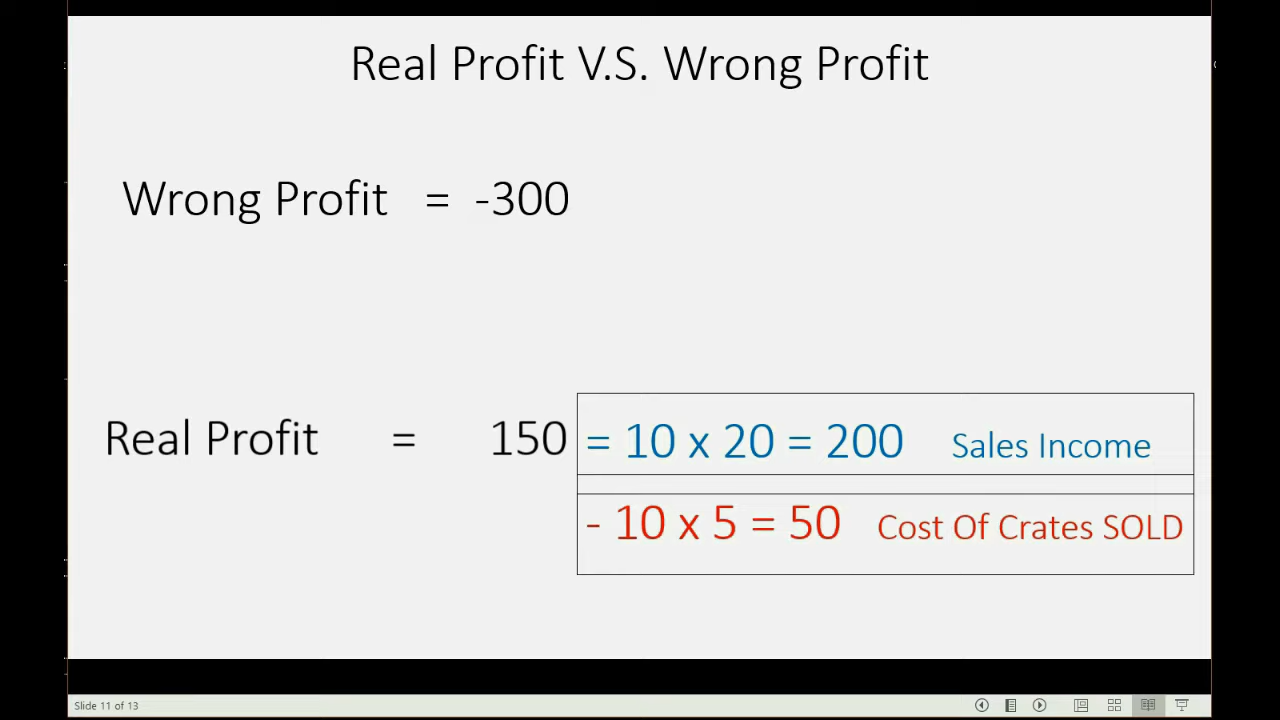 Real Profit V.S. Wrong Profit
Wrong Profit = -300
Real Profit = 150 = 10 x 20 = 200 Sales Income
- 10 x 5 = 50 Cost Of Crates SOLD
Slide 11 of 13